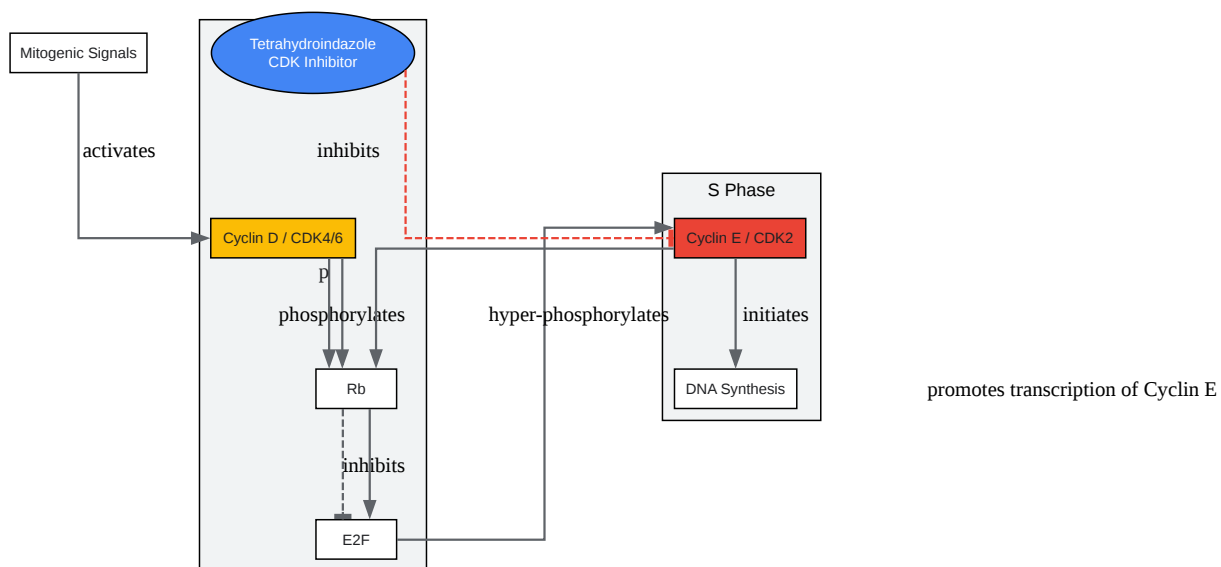 Tetrahydroindazole
CDK Inhibitor
Mitogenic Signals
activates
inhibits
S Phase
Cyclin D / CDK4/6
Cyclin E / CDK2
p
phosphorylates
hyper-phosphorylates
initiates
Rb
DNA Synthesis
promotes transcription of Cyclin E
inhibits
E2F